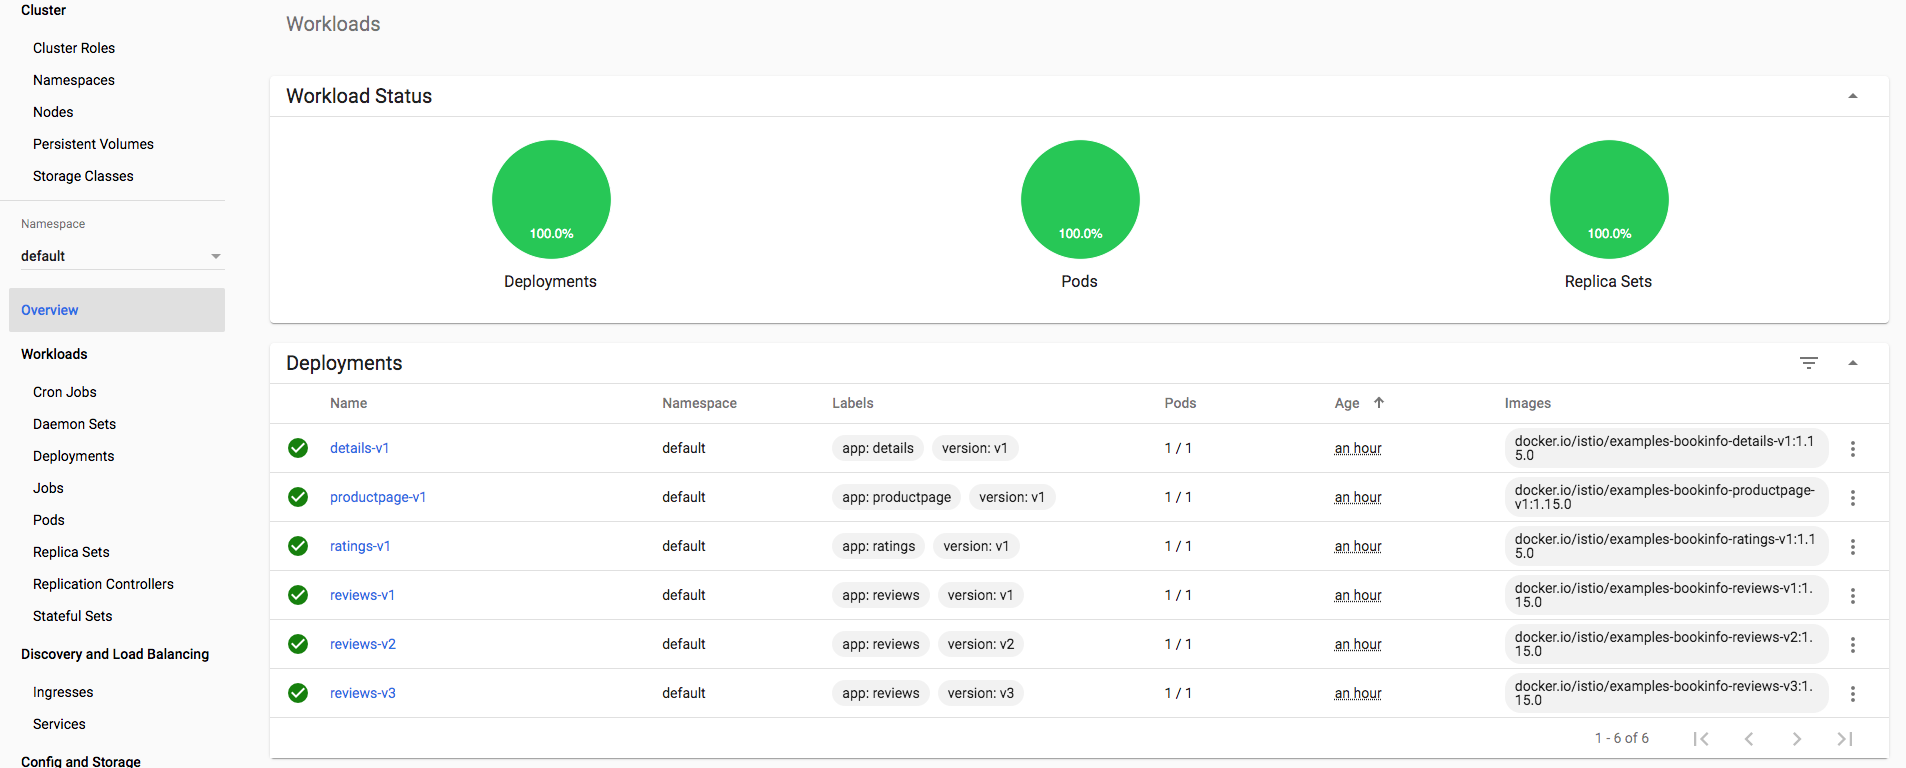 Cluster
Cluster Roles
Namespaces
Nodes
Persistent Volumes
Storage Classes
Namespace
default
Overview
Workloads
Cron Jobs
Daemon Sets
Deployments
Jobs
Pods
Replica Sets
Replication Controllers
Stateful Sets
Discovery and Load Balancing
Ingresses
Services
Config and Storage
Workloads
Workload Status
100.0% 100.0% 100.0%
Deployments Pods Replica Sets
Deployments
Name Namespace Labels Pods Age Images
details-v1 default app: details version: v1 1 / 1 an hour docker.io/istio/examples-bookinfo-details-v1:1.1
5.0
productpage-v1 default app: productpage version: v1 1 / 1 an hour docker.io/istio/examples-bookinfo-productpage-
v1:1.15.0
ratings-v1 default app: ratings version: v1 1 / 1 an hour docker.io/istio/examples-bookinfo-ratings-v1:1.1
5.0
reviews-v1 default app: reviews version: v1 1 / 1 an hour docker.io/istio/examples-bookinfo-reviews-v1:1.
15.0
reviews-v2 default app: reviews version: v2 1 / 1 an hour docker.io/istio/examples-bookinfo-reviews-v2:1.
15.0
reviews-v3 default app: reviews version: v3 1 / 1 an hour docker.io/istio/examples-bookinfo-reviews-v3:1.
15.0
1 - 6 of 6